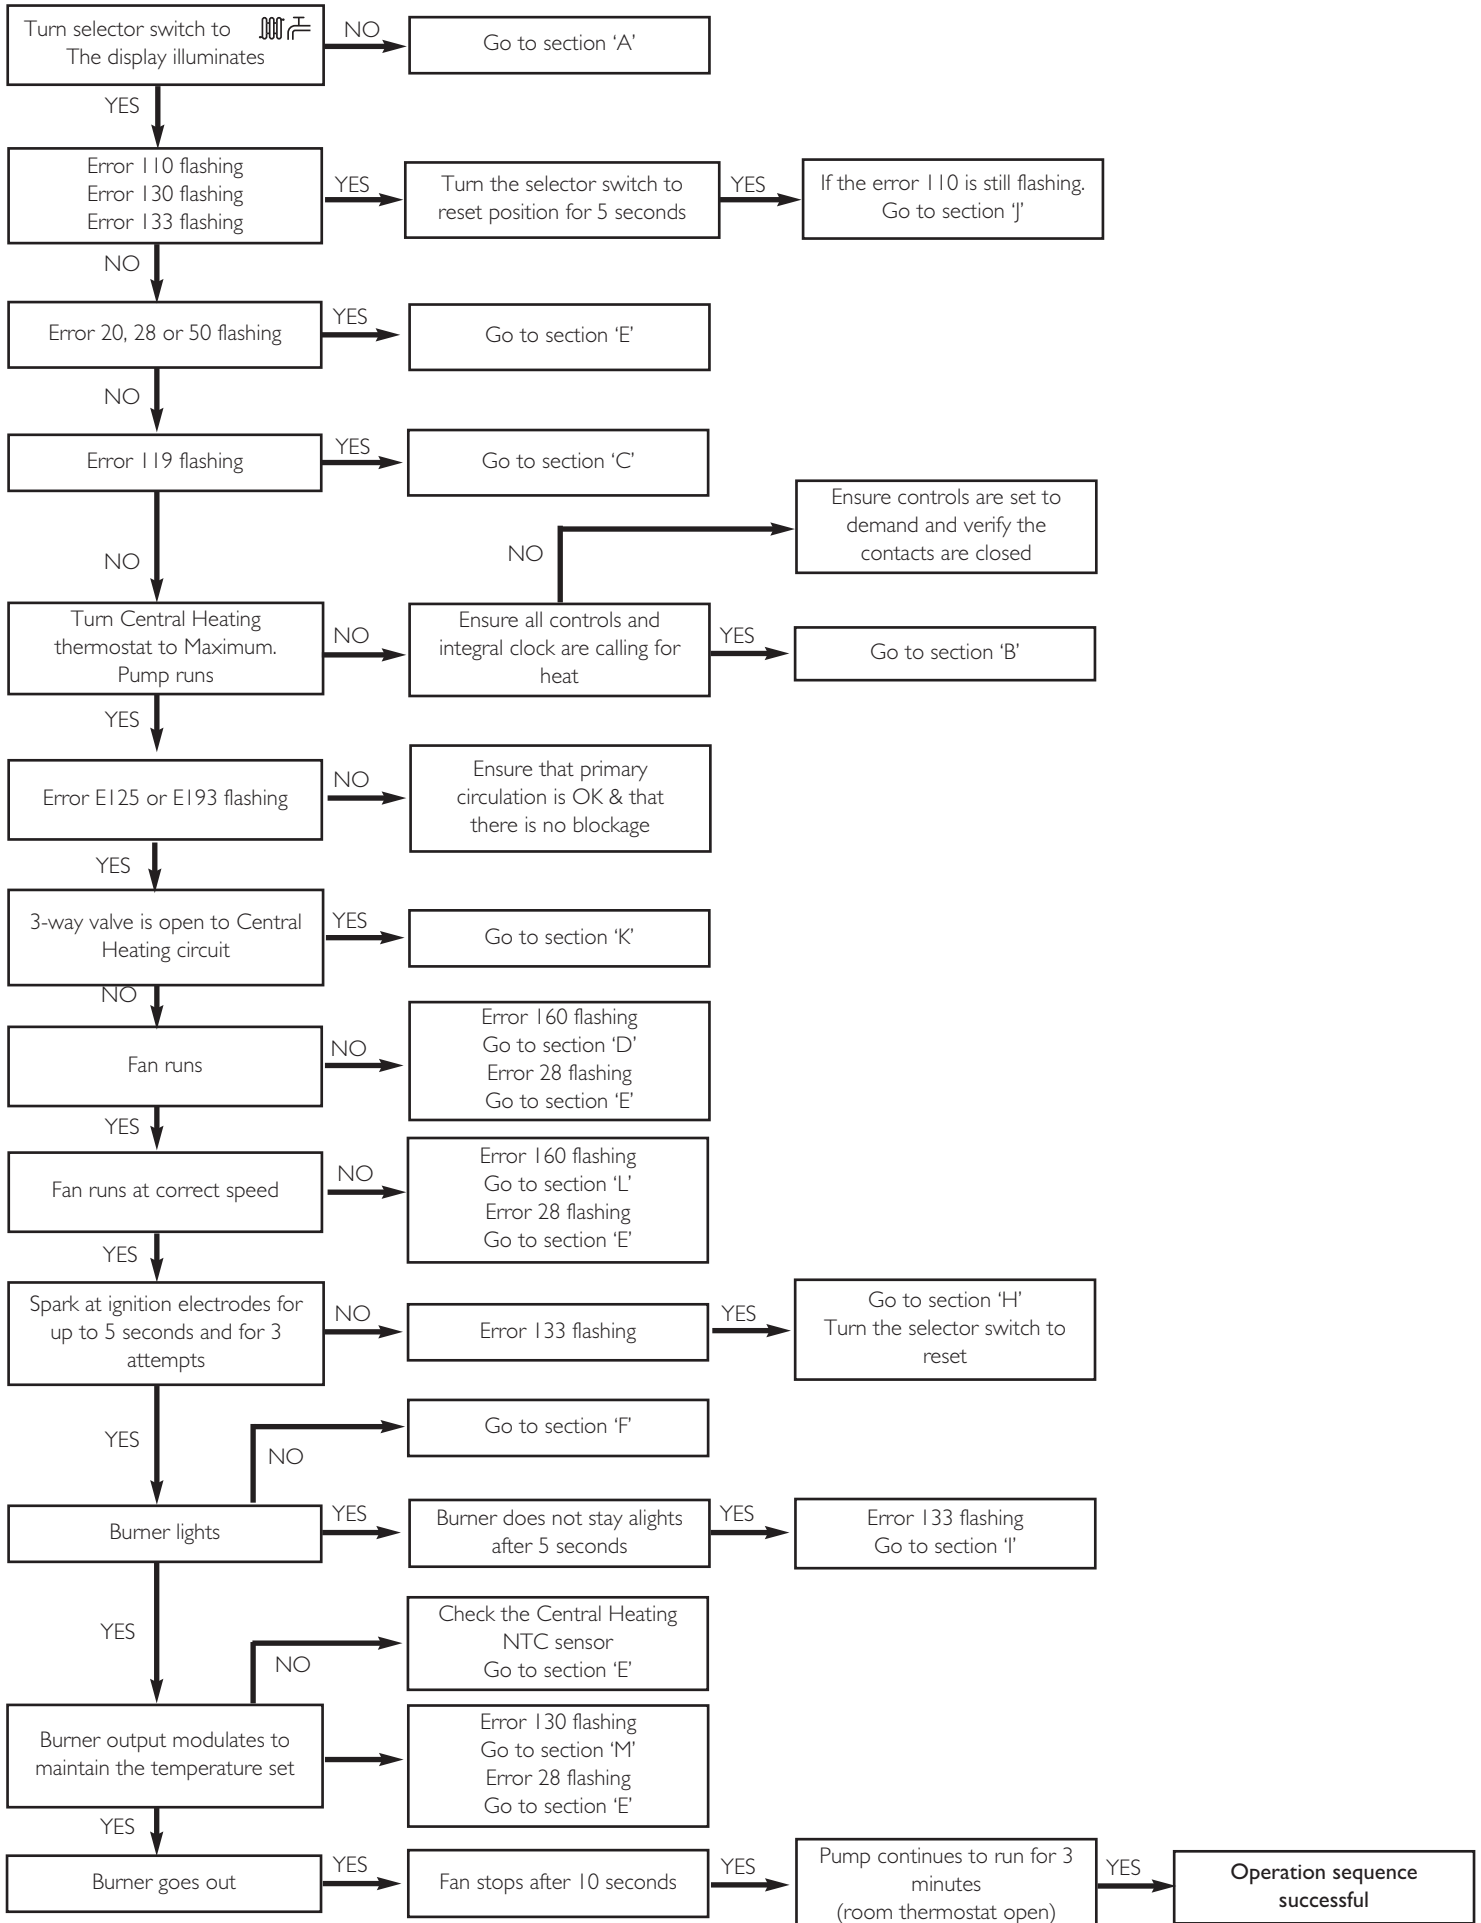 Turn selector switch to
The display illuminates
NO
Go to section ‘A’
YES
Error 110 flashing
Error 130 flashing
Error 133 flashing
YES
Turn the selector switch to
reset position for 5 seconds
YES
If the error 110 is still flashing.
Go to section ‘J’
NO
Error 20, 28 or 50 flashing
YES
Go to section ‘E’
NO
Error 119 flashing
YES
Go to section ‘C’
NO
Turn Central Heating
thermostat to Maximum.
Pump runs
NO
Ensure all controls and
integral clock are calling for
heat
NO
Ensure controls are set to
demand and verify the
contacts are closed
YES
Go to section ‘B’
YES
Error E125 or E193 flashing
NO
Ensure that primary
circulation is OK & that
there is no blockage
YES
3-way valve is open to Central
Heating circuit
YES
Go to section ‘K’
NO
Fan runs
NO
Error 160 flashing
Go to section ‘D’
Error 28 flashing
Go to section ‘E’
YES
Fan runs at correct speed
NO
Error 160 flashing
Go to section ‘L’
Error 28 flashing
Go to section ‘E’
YES
Spark at ignition electrodes for
up to 5 seconds and for 3
attempts
NO
Error 133 flashing
YES
Go to section ‘H’
Turn the selector switch to
reset
YES
NO
Go to section ‘F’
Burner lights
YES
Burner does not stay alights
after 5 seconds
YES
Error 133 flashing
Go to section ‘I’
YES
NO
Check the Central Heating
NTC sensor
Go to section ‘E’
Burner output modulates to
maintain the temperature set
Error 130 flashing
Go to section ‘M’
Error 28 flashing
Go to section ‘E’
YES
Burner goes out
YES
Fan stops after 10 seconds
YES
Pump continues to run for 3
minutes
(room thermostat open)
YES
Operation sequence
successful